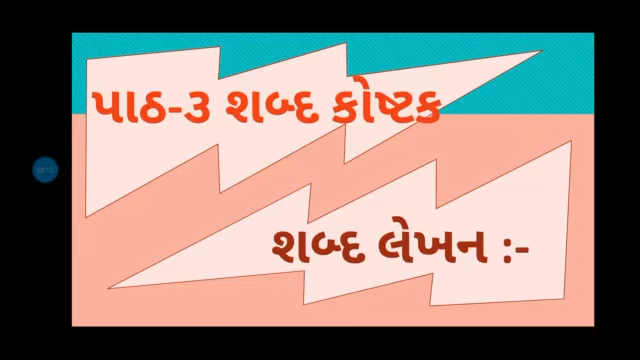 પાઠ-૩ શબ્દ કોષ્ટક
શબ્દ લેખન :-